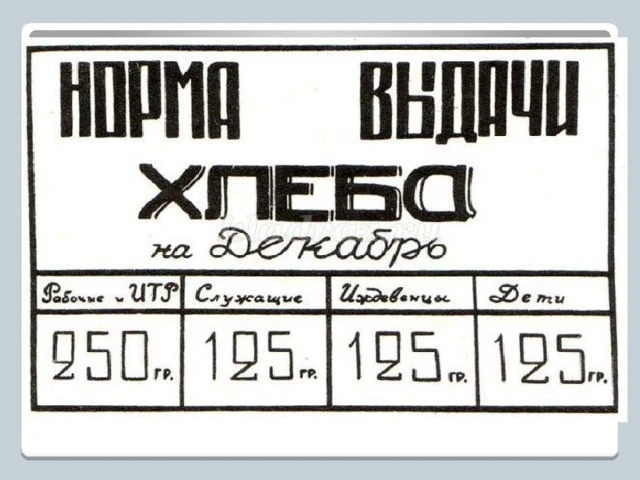 НОРМА ВЫДАЧИ
ХЛЕБА
на Декабрь
Рабочие и ИТР Служащие Иждевенцы Дети
250 гр. 125 гр. 125 гр. 125 гр.